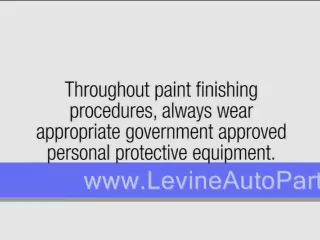 Throughout paint finishing
procedures, always wear
appropriate government approved
personal protective equipment.
www.LevineAutoPart